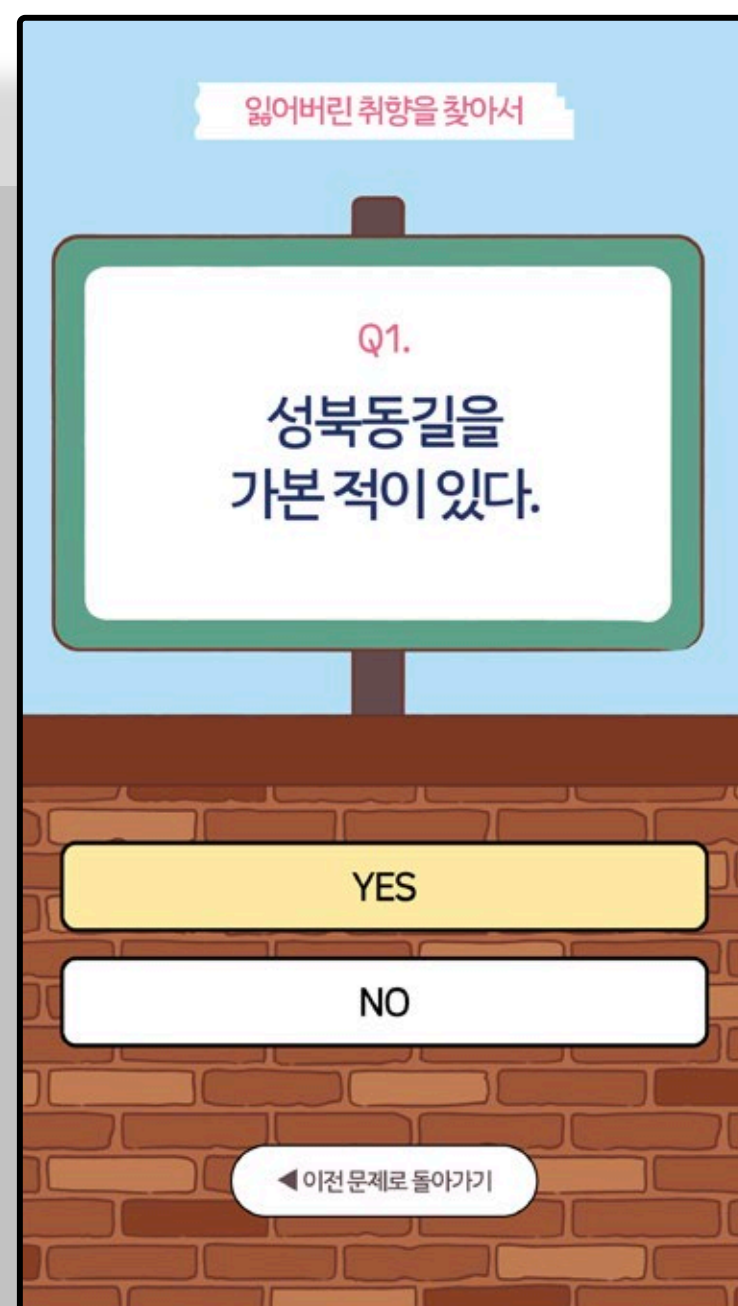 잃어버린 취향을 찾아서
Q1.
성북동길을
가본 적이 있다.
YES
NO
◀ 이전 문제로 돌아가기